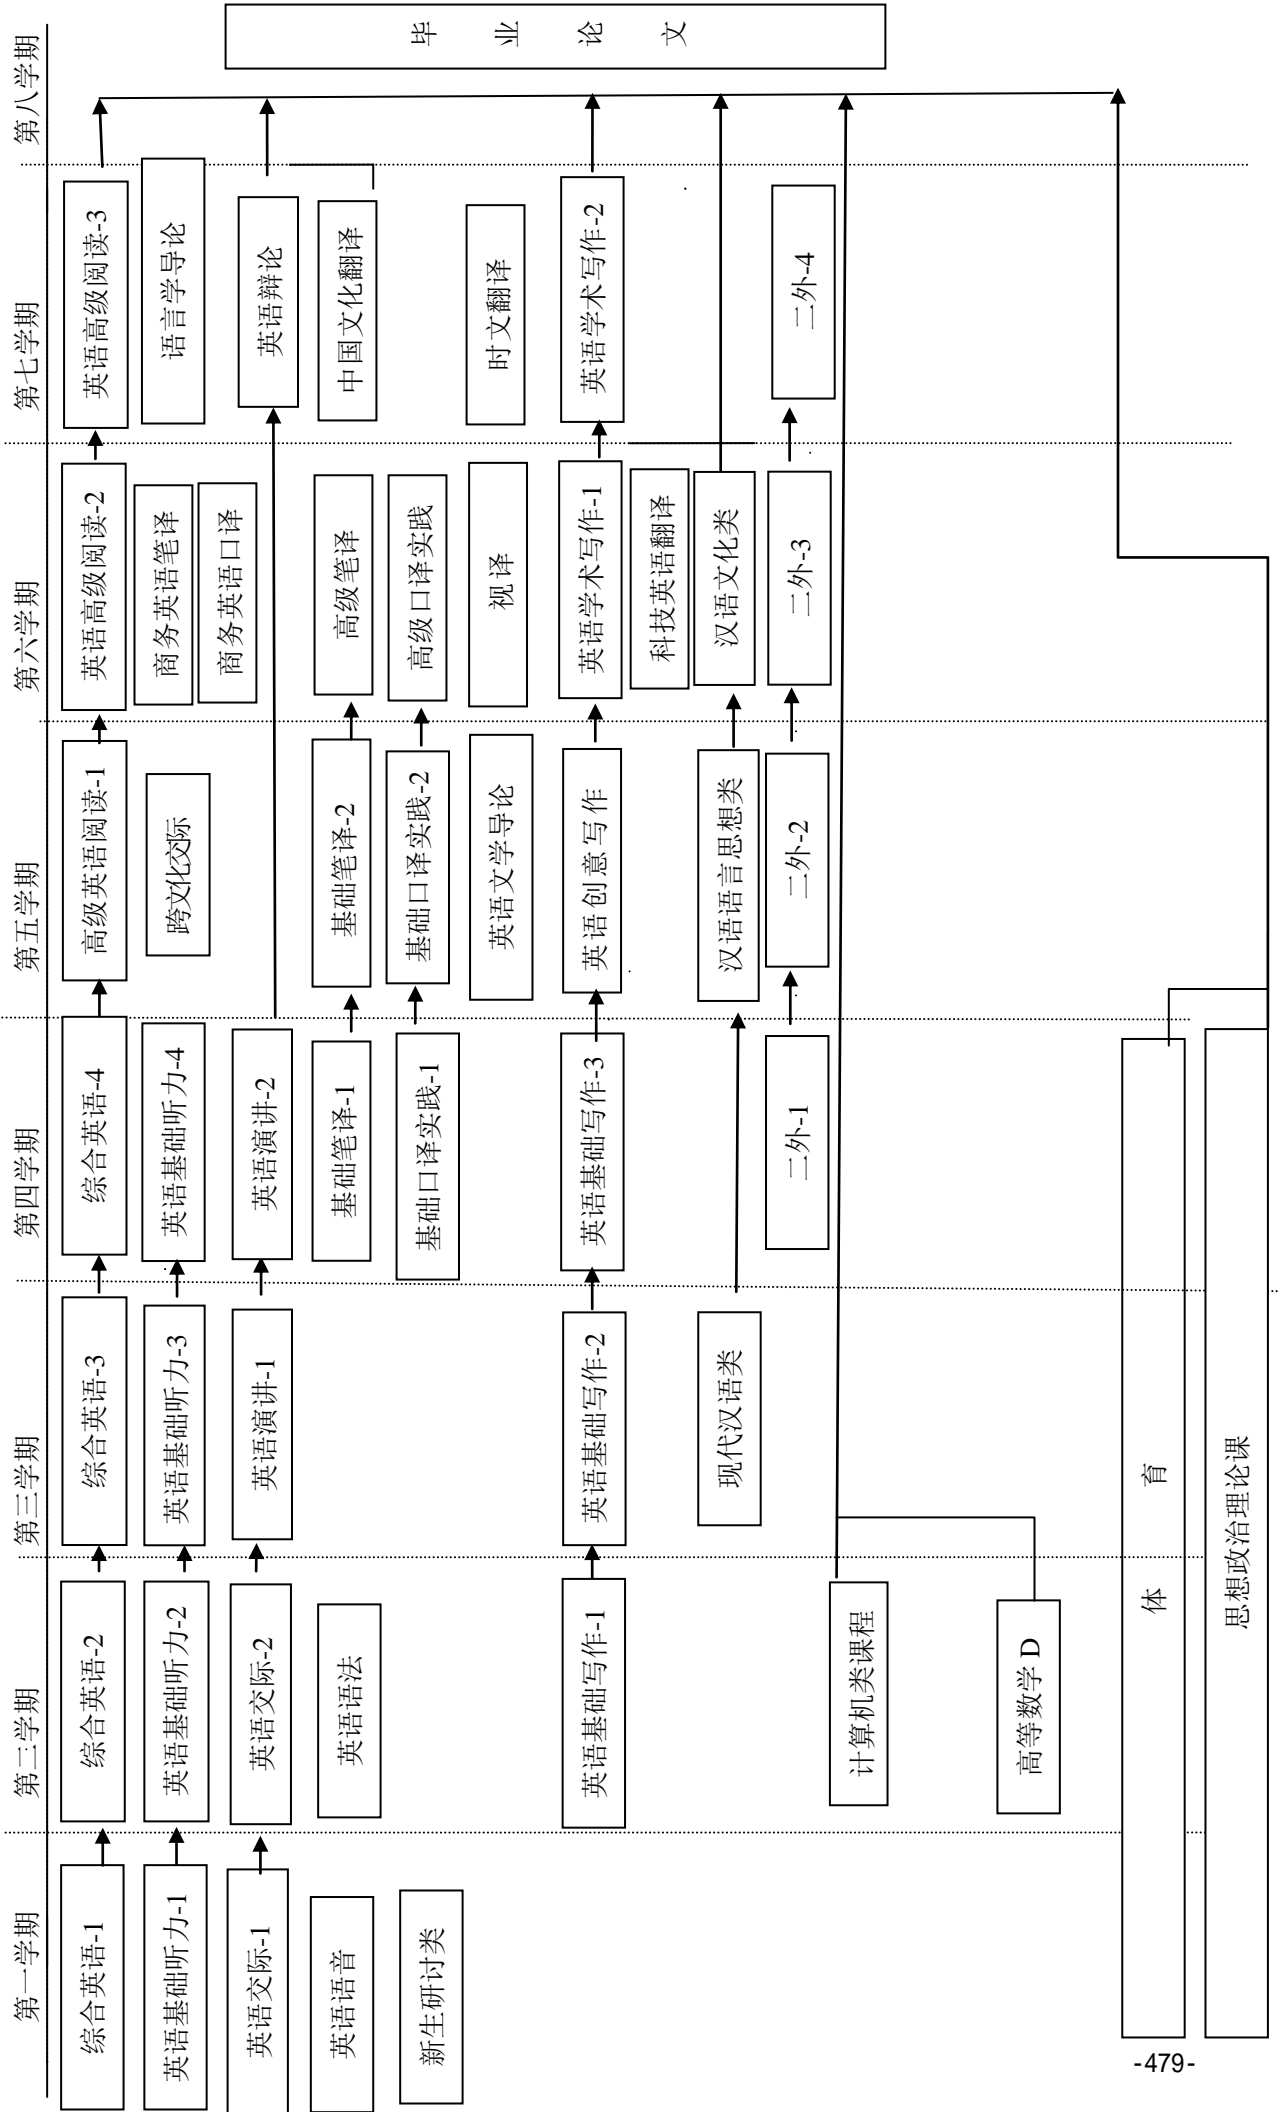 第一学期
第二学期
第三学期
第四学期
第五学期
第六学期
第七学期
第八学期
综合英语-1
综合英语-2
综合英语-3
综合英语-4
高级英语阅读-1
英语高级阅读-2
英语高级阅读-3
英语基础听力-1
英语基础听力-2
英语基础听力-3
英语基础听力-4
跨文化交际
商务英语笔译
语言学导论
商务英语口译
英语交际-1
英语交际-2
英语演讲-1
英语演讲-2
英语辩论
英语语音
英语语法
基础笔译-1
基础笔译-2
高级笔译
中国文化翻译
新生研讨类
基础口译实践-1
基础口译实践-2
高级口译实践
英语文学导论
视译
时文翻译
英语基础写作-1
英语基础写作-2
英语基础写作-3
英语创意写作
英语学术写作-1
英语学术写作-2
科技英语翻译
现代汉语类
汉语语言思想类
汉语文化类
二外-1
二外-2
二外-3
二外-4
计算机类课程
高等数学 D
体 育
思想政治理论课
毕 业 论 文
-479-